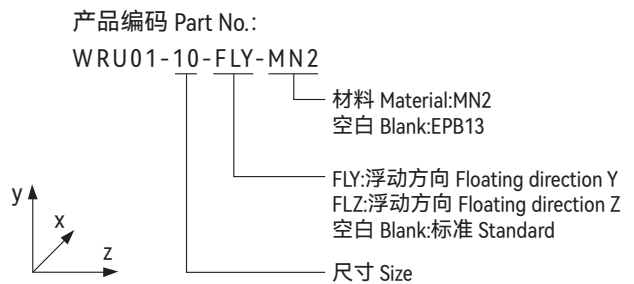 产品编码 Part No.:
WRU01-10-FLY-MN2
材料 Material:MN2
空白 Blank:EPB13
FLY:浮动方向 Floating direction Y
FLZ:浮动方向 Floating direction Z
空白 Blank:标准 Standard
尺寸 Size
y
x
z